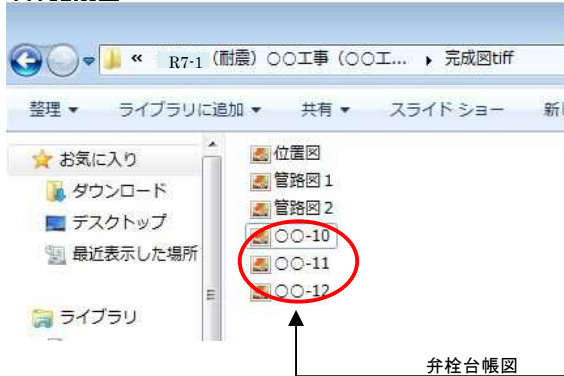 « R7-1（耐震）○○工事（○○工... ▸ 完成図tiff
整理 ▼ ライブラリに追加 ▼ 共有 ▼ スライド ショー 新し
お気に入り
ダウンロード
デスクトップ
最近表示した場所
ライブラリ
位置図
管路図1
管路図2
○○-10
○○-11
○○-12
弁栓台帳図